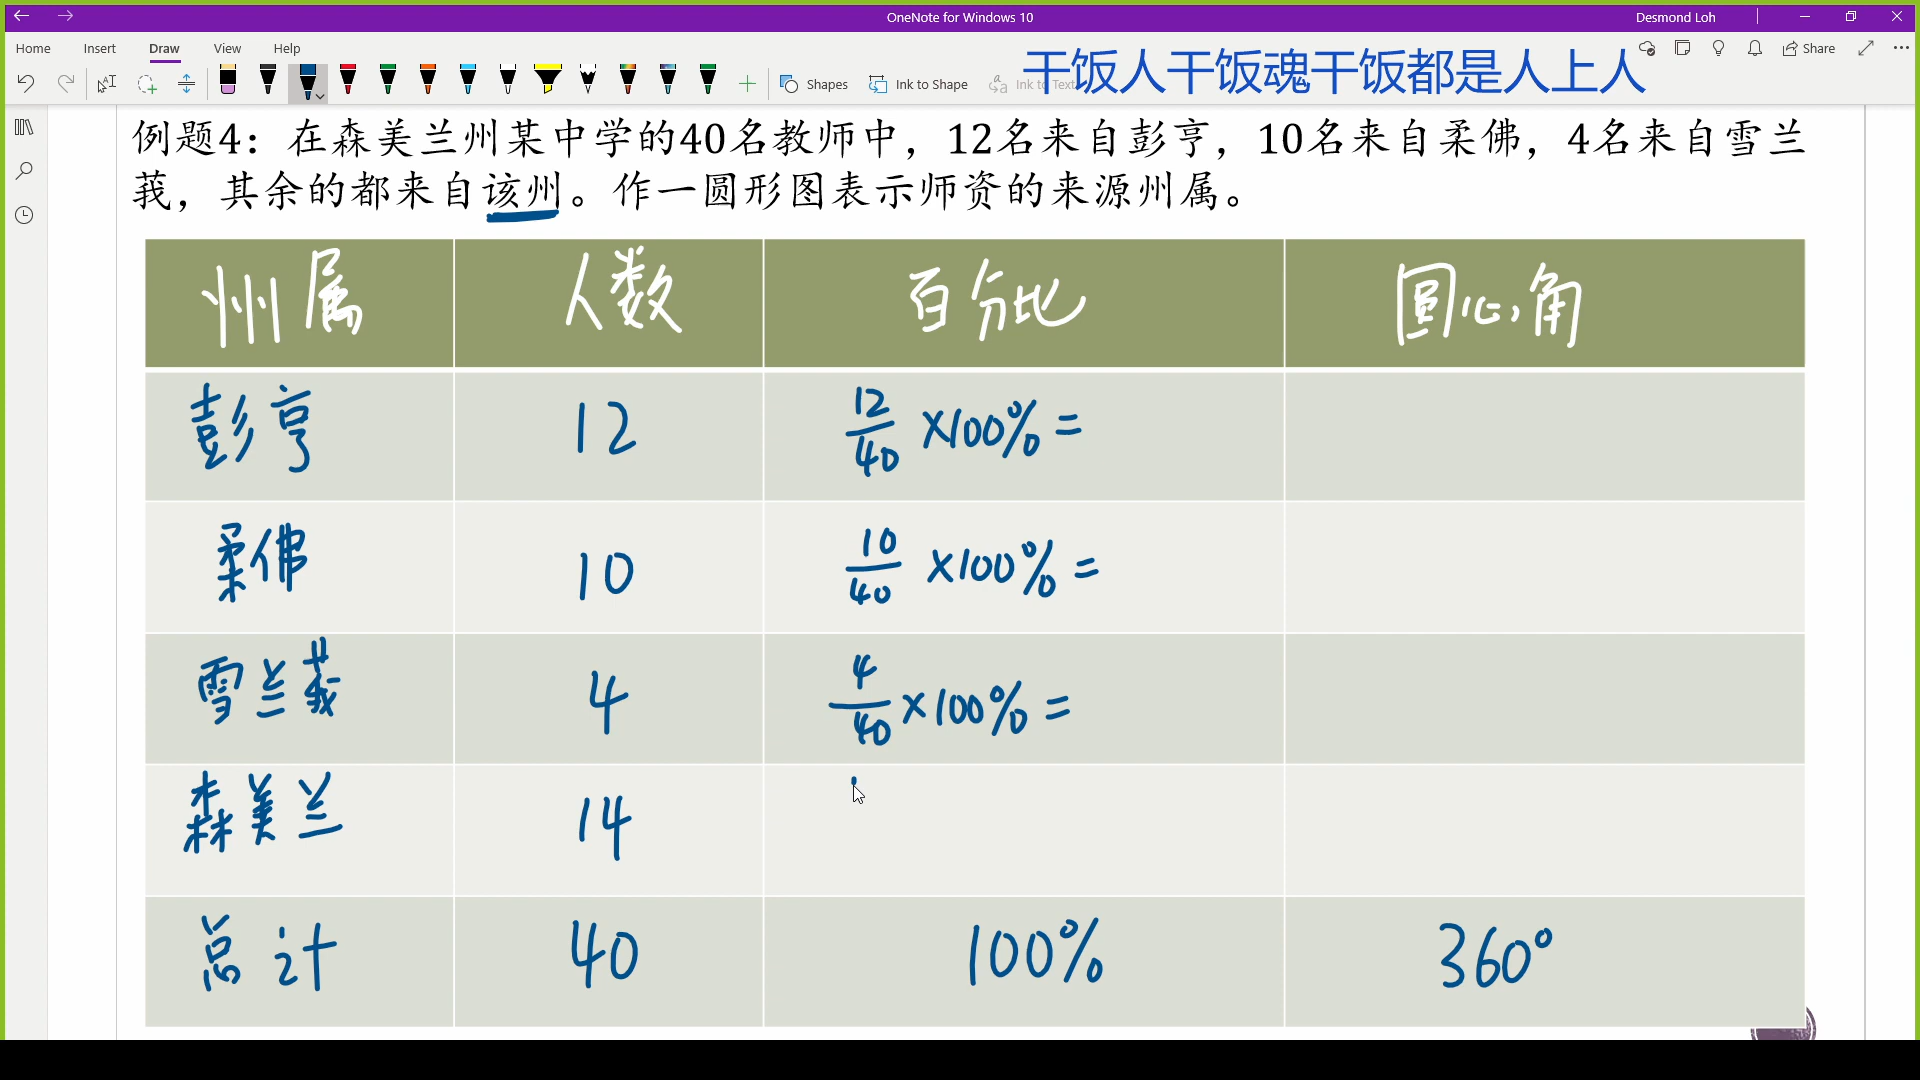 OneNote for Windows 10
Desmond Loh
Home Insert Draw View Help
Share
Shapes Ink to Shape Ink to Text
干饭人干饭魂干饭都是人上人
例题4：在森美兰州某中学的40名教师中，12名来自彭亨，10名来自柔佛，4名来自雪兰
莪，其余的都来自该州。作一圆形图表示师资的来源州属。
州属 人数 百分比 圆心角
彭亨 12 12/40 ×100% =
柔佛 10 10/40 ×100% =
雪兰莪 4 4/40 ×100% =
森美兰 14
总计 40 100% 360°